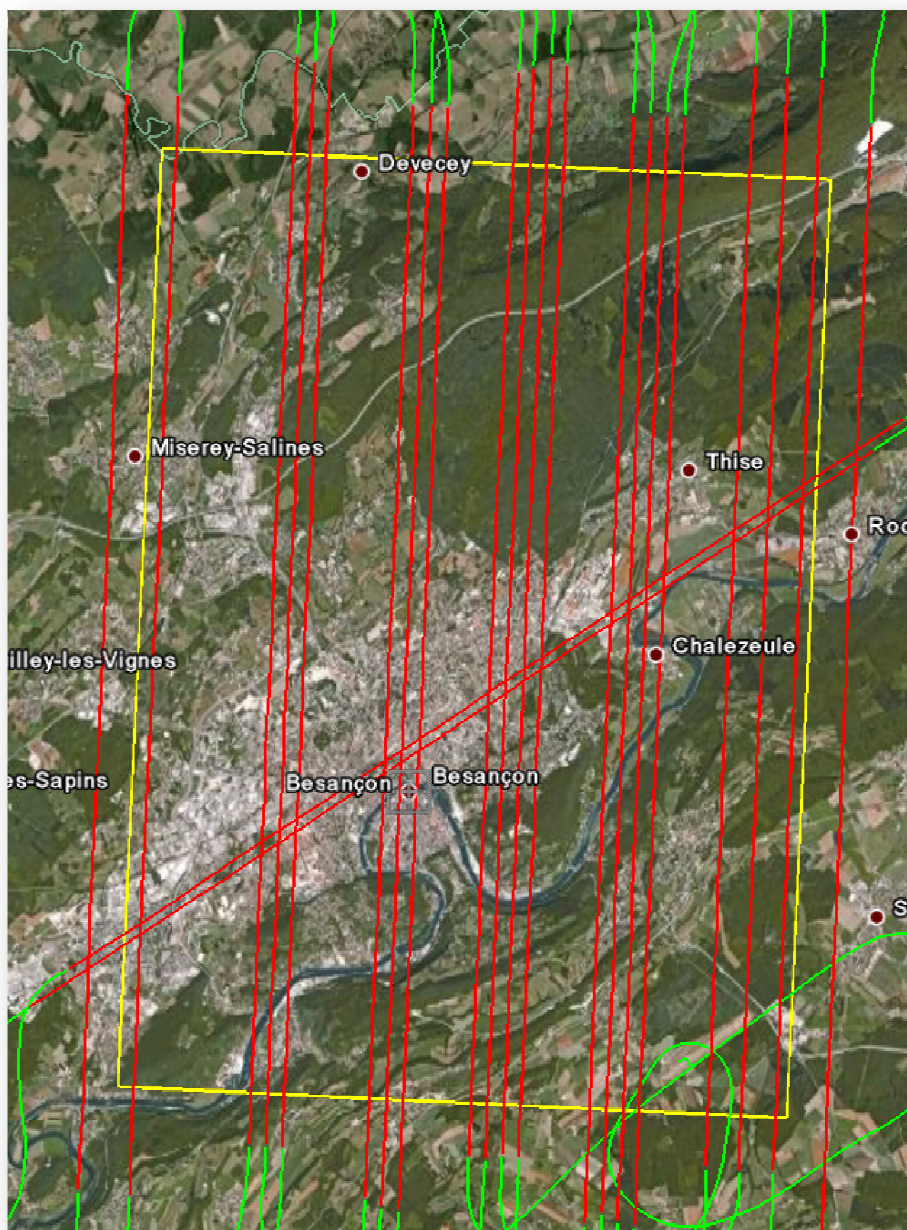 Devecey
Miserey-Salines
Thise
Roc
Chalezeule
illey-les-Vignes
es-Sapins
Besançon
Besançon
S